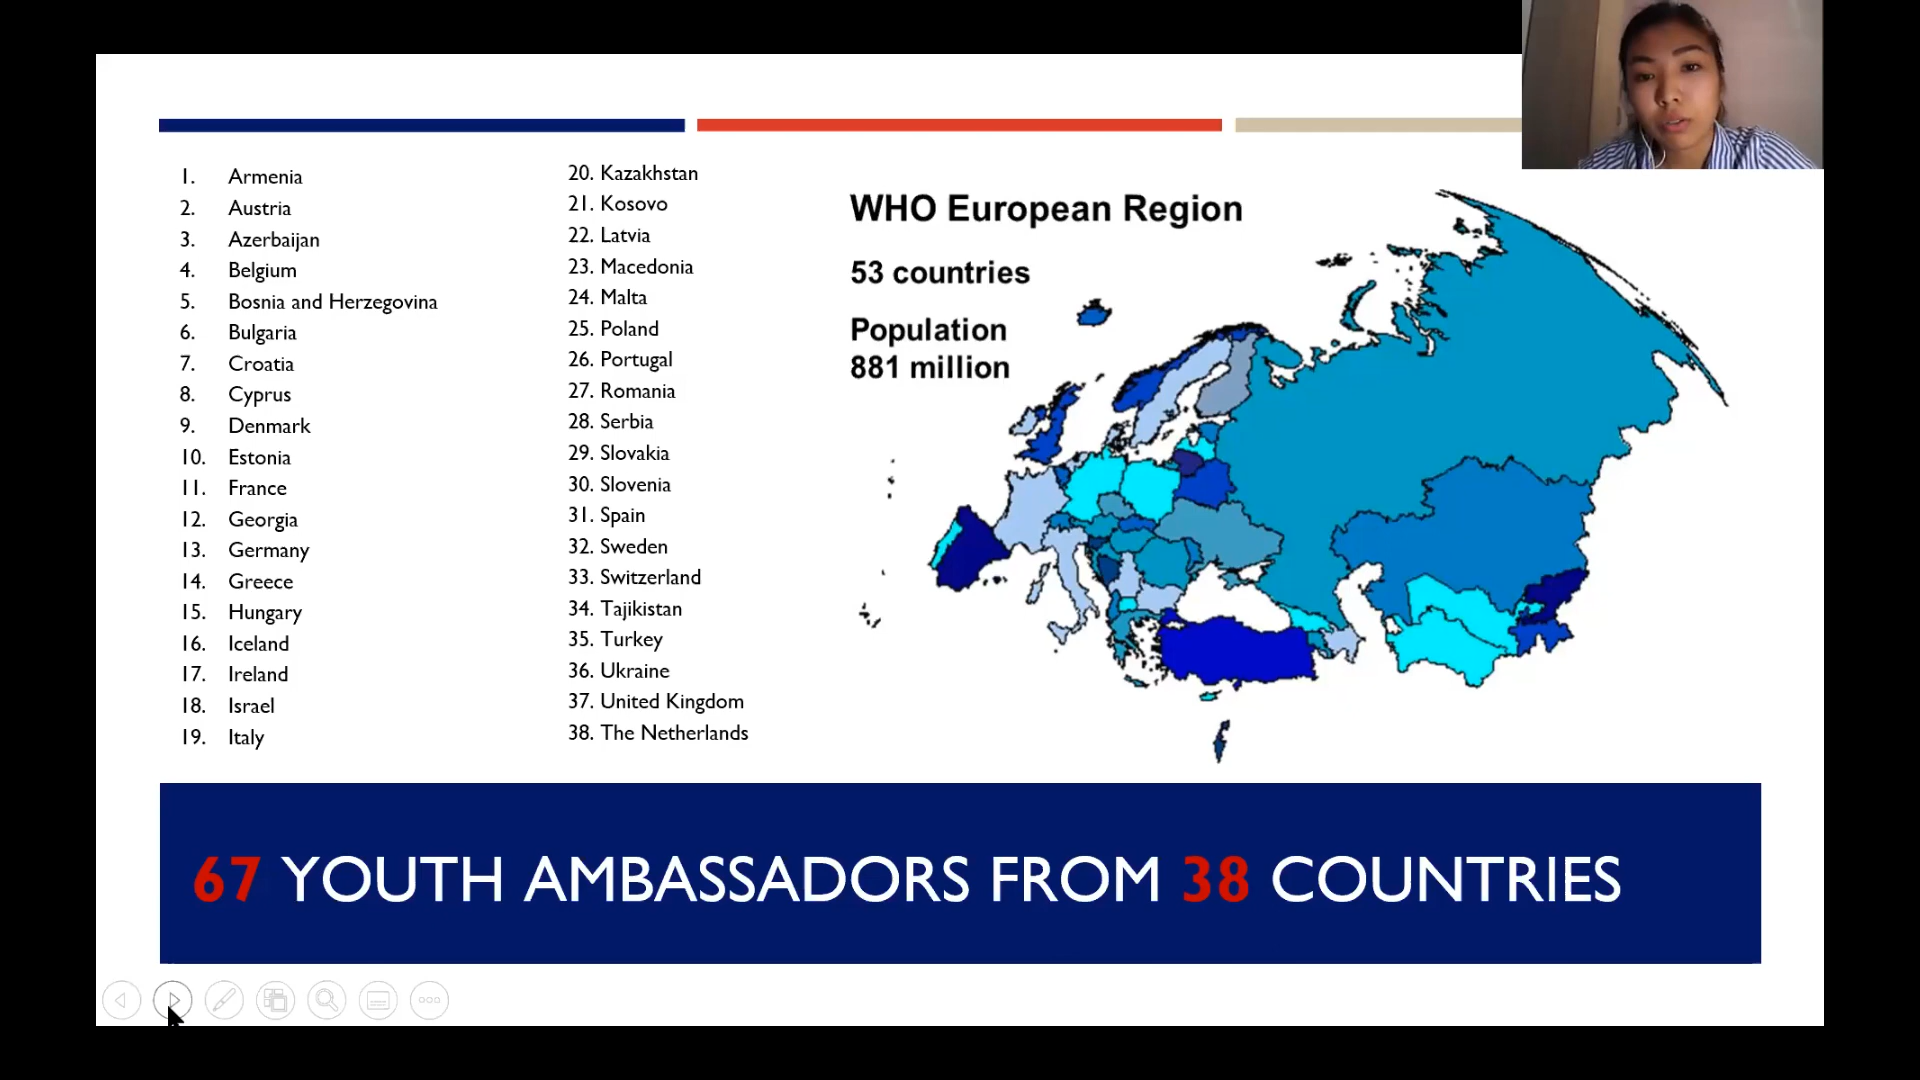 1. Armenia
2. Austria
3. Azerbaijan
4. Belgium
5. Bosnia and Herzegovina
6. Bulgaria
7. Croatia
8. Cyprus
9. Denmark
10. Estonia
11. France
12. Georgia
13. Germany
14. Greece
15. Hungary
16. Iceland
17. Ireland
18. Israel
19. Italy
20. Kazakhstan
21. Kosovo
22. Latvia
23. Macedonia
24. Malta
25. Poland
26. Portugal
27. Romania
28. Serbia
29. Slovakia
30. Slovenia
31. Spain
32. Sweden
33. Switzerland
34. Tajikistan
35. Turkey
36. Ukraine
37. United Kingdom
38. The Netherlands
WHO European Region
53 countries
Population
881 million
67 YOUTH AMBASSADORS FROM 38 COUNTRIES